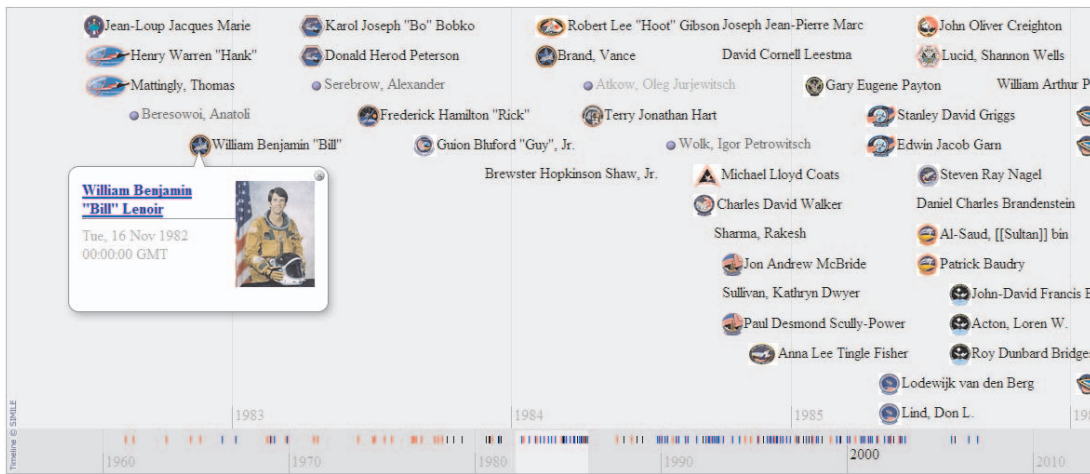 Jean-Loup Jacques Marie
Karol Joseph "Bo" Bobko
Robert Lee "Hoot" Gibson
Joseph Jean-Pierre Marc
John Oliver Creighton
Henry Warren "Hank"
Donald Herod Peterson
Brand, Vance
David Cornell Leestma
Lucid, Shannon Wells
Mattingly, Thomas
Serebrow, Alexander
Atkow, Oleg Jurjewitsch
Gary Eugene Payton
William Arthur P
Beresowoi, Anatoli
Frederick Hamilton "Rick"
Terry Jonathan Hart
Stanley David Griggs
William Benjamin "Bill"
Guion Bluford "Guy", Jr.
Wolk, Igor Petrowitsch
Edwin Jacob Garn
Brewster Hopkinson Shaw, Jr.
Michael Lloyd Coats
Steven Ray Nagel
William Benjamin
"Bill" Lenoir
Tue, 16 Nov 1982
00:00:00 GMT
Charles David Walker
Daniel Charles Brandenstein
Sharma, Rakesh
Al-Saud, [[Sultan]] bin
Jon Andrew McBride
Patrick Baudry
Sullivan, Kathryn Dwyer
John-David Francis B
Paul Desmond Scully-Power
Acton, Loren W.
Anna Lee Tingle Fisher
Roy Dunbard Bridges
Lodewijk van den Berg
Lind, Don L.
1983
1984
1985
Timeline © SIMILE
1960
1970
1980
1990
2000
2010